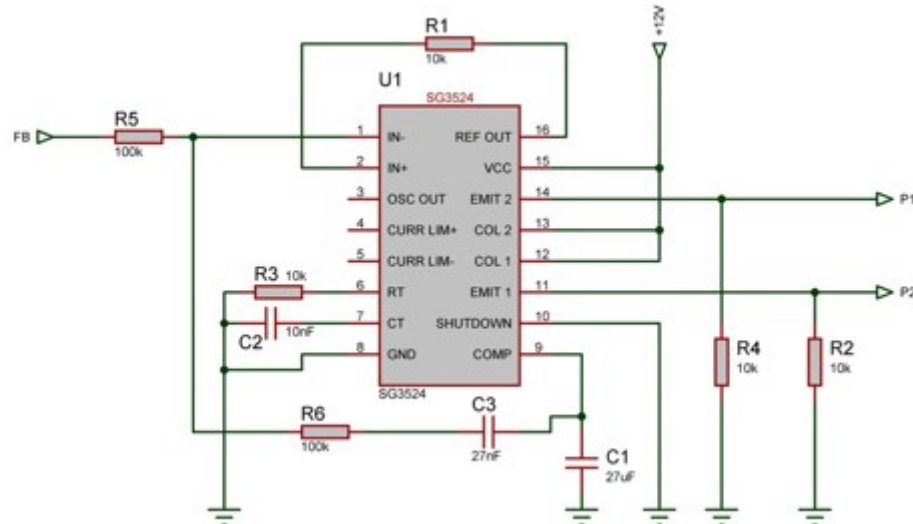 +12V
R1
10k
U1
SG3524
R5
FB
100k
1 IN- REF OUT 16
2 IN+ VCC 15
3 OSC OUT EMIT 2 14
P1
4 CURR LIM+ COL 2 13
5 CURR LIM- COL 1 12
R3 10k
6 RT EMIT 1 11
P2
7 CT SHUTDOWN 10
C2 10nF
8 GND COMP 9
R4
10k
R2
10k
SG3524
R6
100k
C3
27nF
C1
27uF